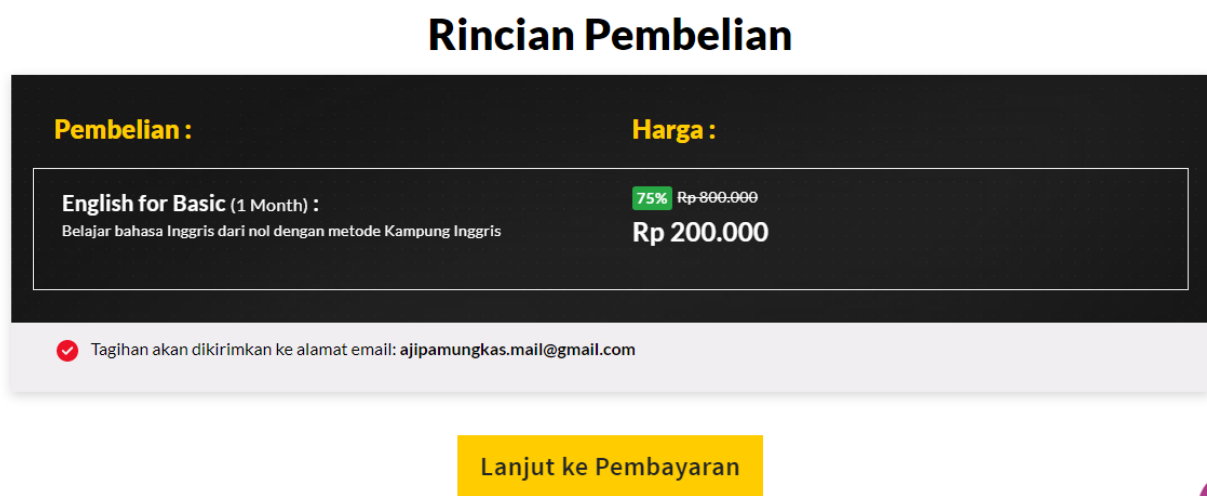 Rincian Pembelian
Pembelian :
Harga :
English for Basic (1 Month) :
Belajar bahasa Inggris dari nol dengan metode Kampung Inggris
75% Rp 800.000
Rp 200.000
Tagihan akan dikirimkan ke alamat email: ajipamungkas.mail@gmail.com
Lanjut ke Pembayaran